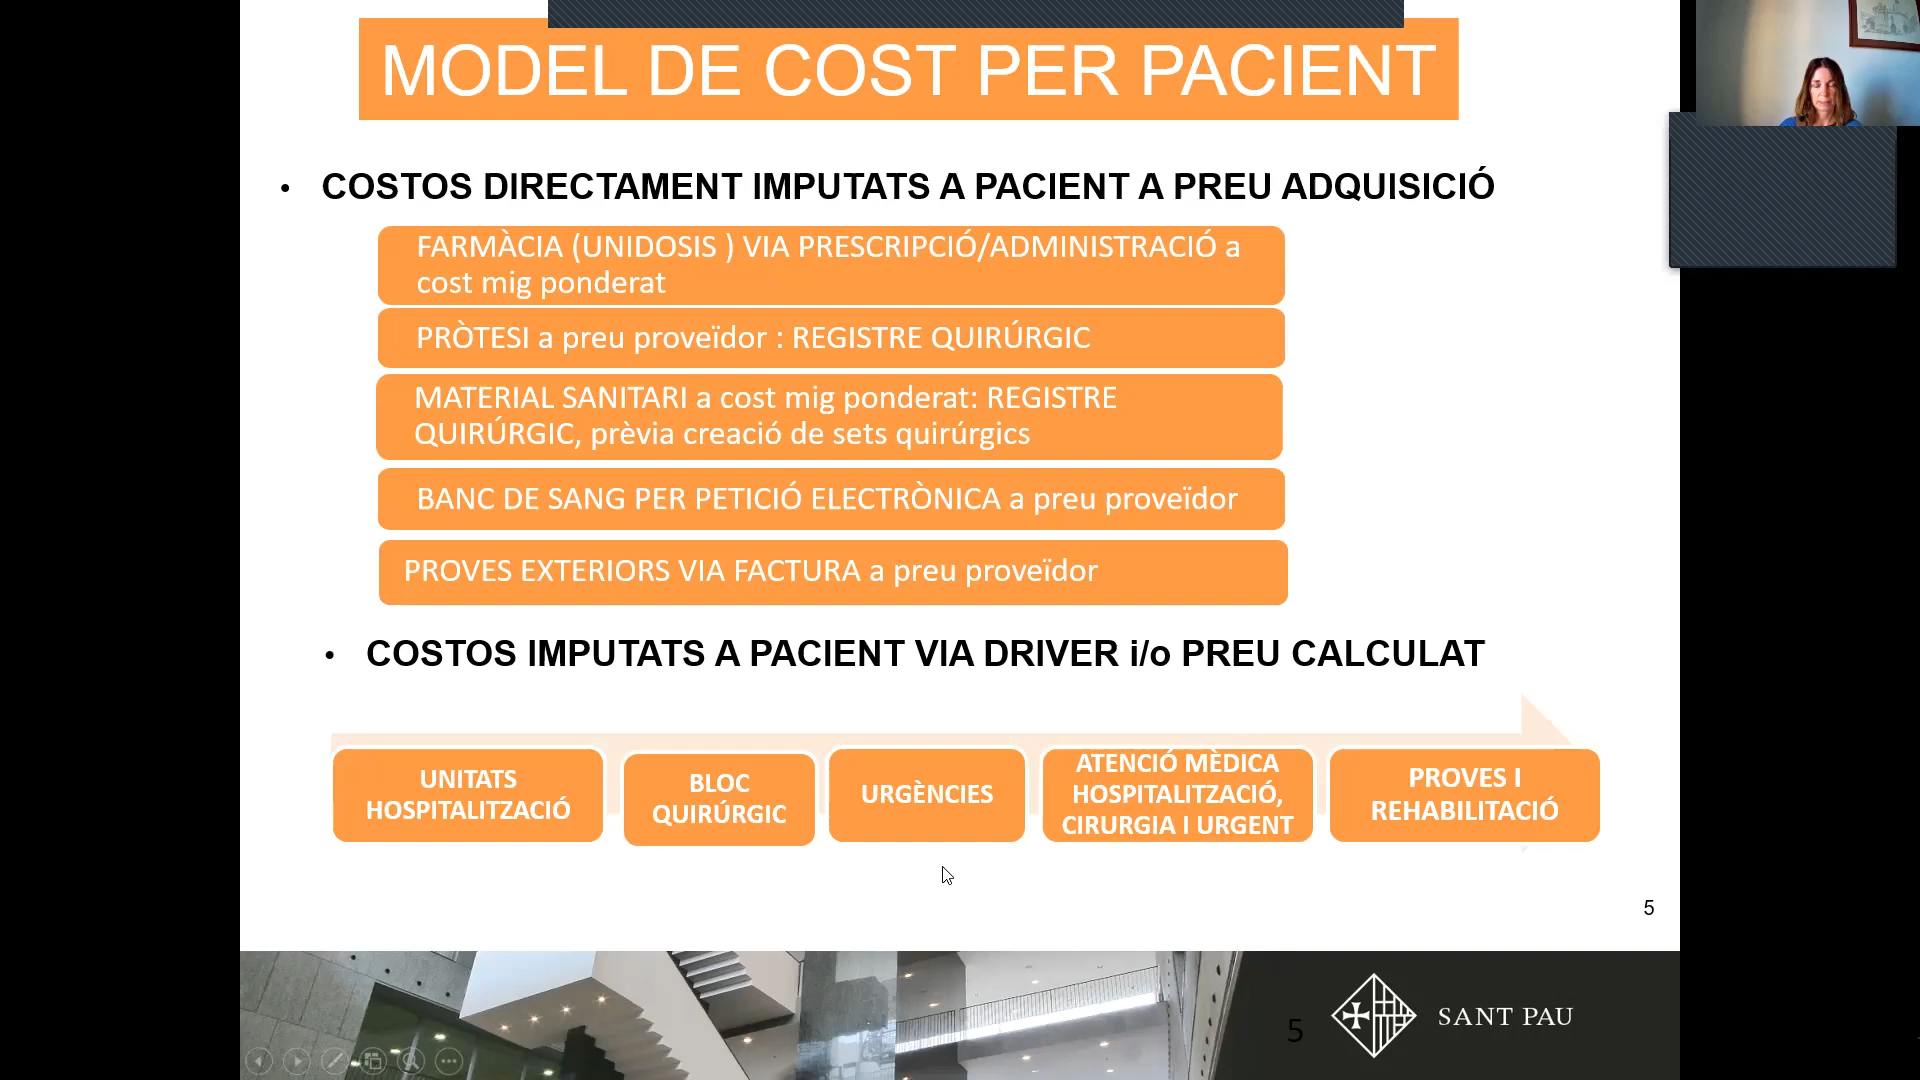 MODEL DE COST PER PACIENT
• COSTOS DIRECTAMENT IMPUTATS A PACIENT A PREU ADQUISICIÓ
FARMÀCIA (UNIDOSIS ) VIA PRESCRIPCIÓ/ADMINISTRACIÓ a
cost mig ponderat
PRÒTESI a preu proveïdor : REGISTRE QUIRÚRGIC
MATERIAL SANITARI a cost mig ponderat: REGISTRE
QUIRÚRGIC, prèvia creació de sets quirúrgics
BANC DE SANG PER PETICIÓ ELECTRÒNICA a preu proveïdor
PROVES EXTERIORS VIA FACTURA a preu proveïdor
• COSTOS IMPUTATS A PACIENT VIA DRIVER i/o PREU CALCULAT
UNITATS
HOSPITALITZACIÓ
BLOC
QUIRÚRGIC
URGÈNCIES
ATENCIÓ MÈDICA
HOSPITALITZACIÓ,
CIRURGIA I URGENT
PROVES I
REHABILITACIÓ
5
5
SANT PAU